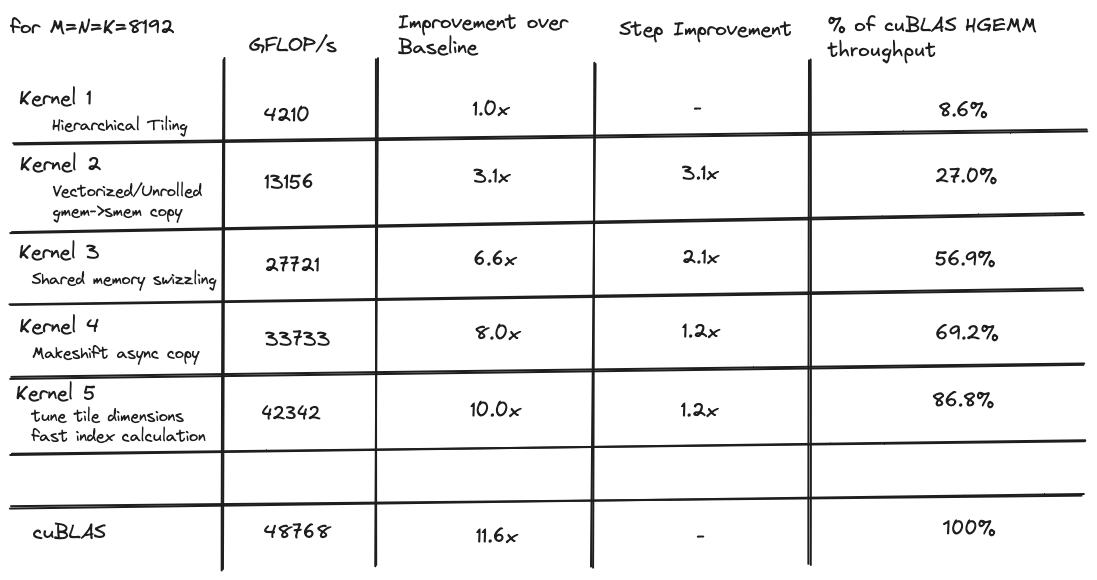 for M=N=K=8192
GFLOP/s
Improvement over
Baseline
Step Improvement
% of cuBLAS HGEMM
throughput
Kernel 1
Hierarchical Tiling
4210
1.0x
-
8.6%
Kernel 2
Vectorized/Unrolled
gmem->smem copy
13156
3.1x
3.1x
27.0%
Kernel 3
Shared memory swizzling
27721
6.6x
2.1x
56.9%
Kernel 4
Makeshift async copy
33733
8.0x
1.2x
69.2%
Kernel 5
tune tile dimensions
fast index calculation
42342
10.0x
1.2x
86.8%
cuBLAS
48768
11.6x
-
100%